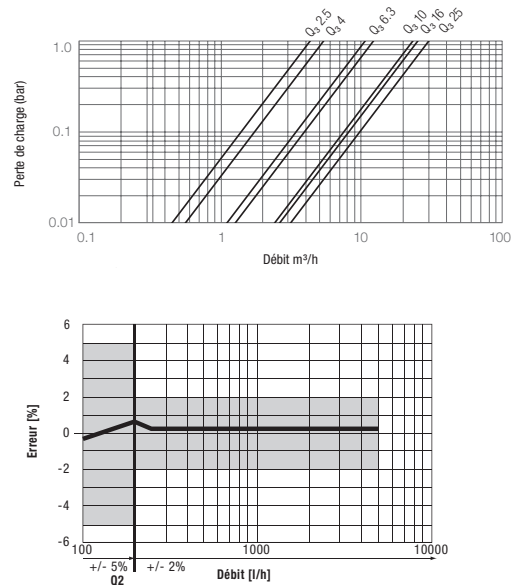 Q3 2.5
Q3 4
Q3 6.3
Q3 10
Q3 16
Q3 25
1.0
0.1
0.01
Perte de charge (bar)
0.1 1 10 100
Débit m³/h
6
4
2
0
-2
-4
-6
Erreur [%]
100 1000 10000
+/- 5% +/- 2%
Q2 Débit [l/h]